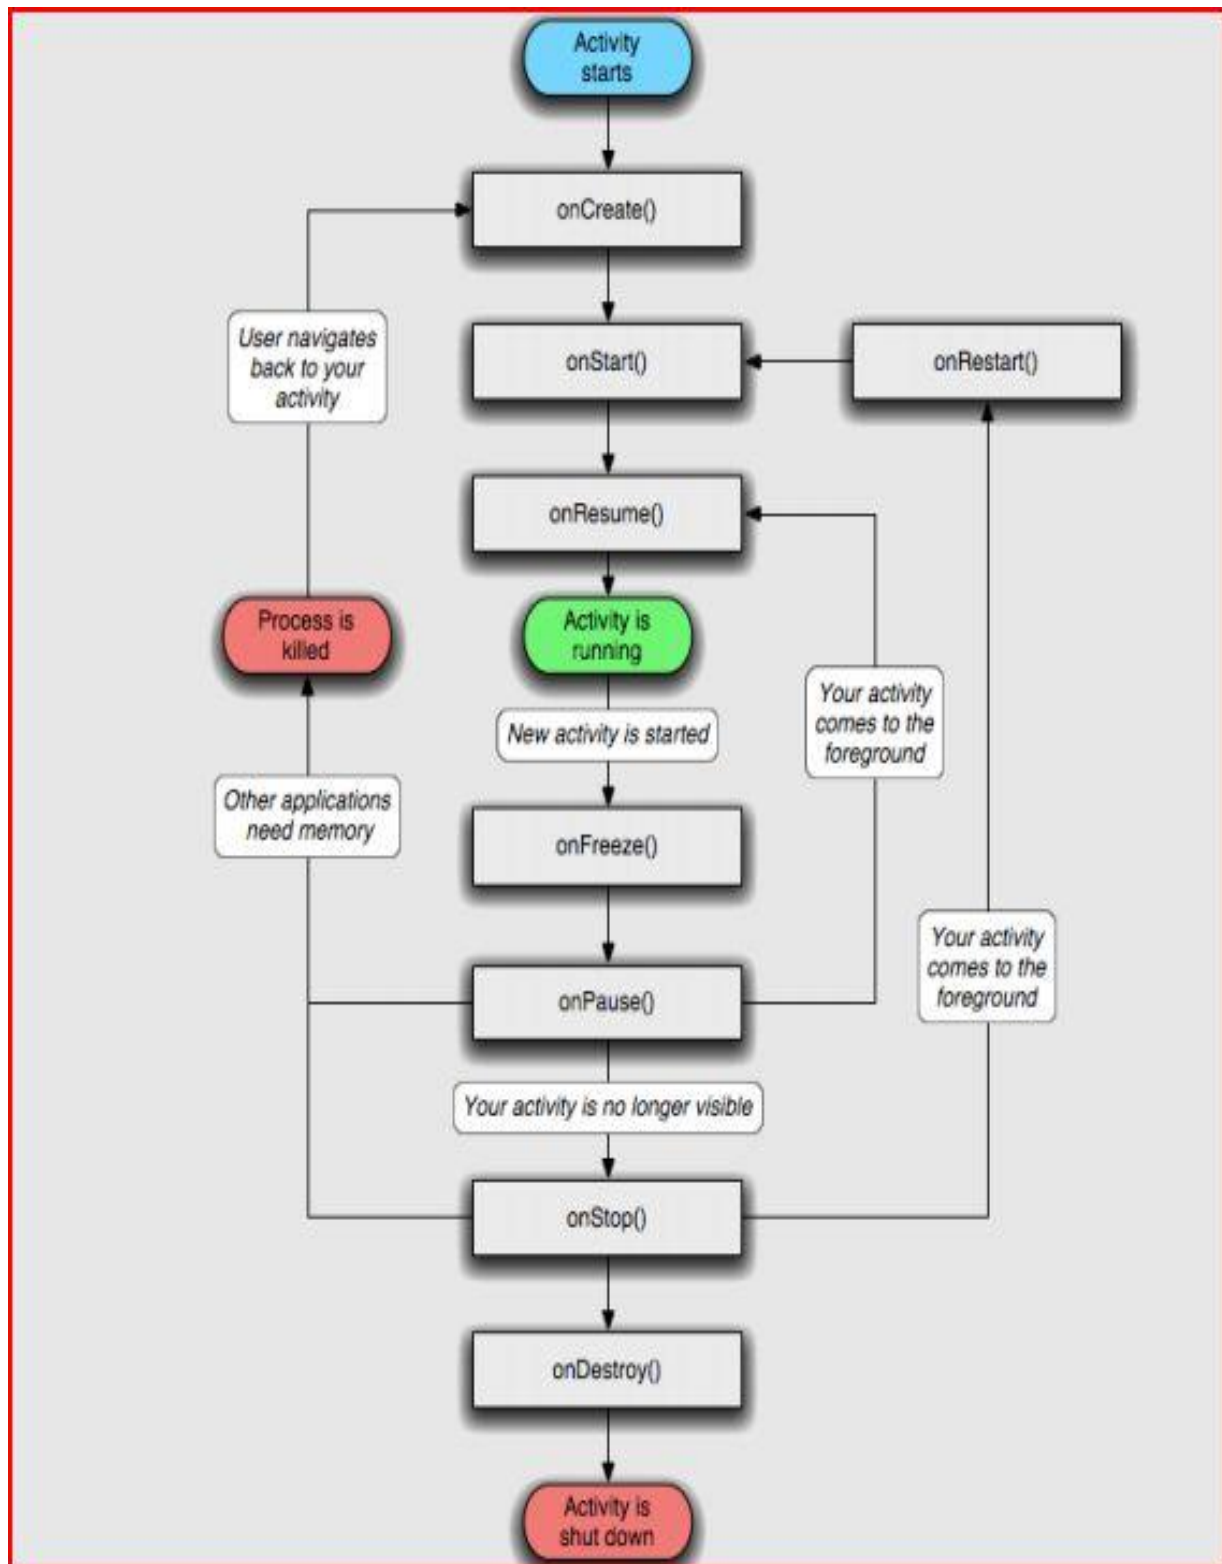 Activity
starts
onCreate()
User navigates
back to your
activity
onStart()
onRestart()
onResume()
Process is
killed
Activity is
running
Your activity
comes to the
foreground
New activity is started
Other applications
need memory
onFreeze()
Your activity
comes to the
foreground
onPause()
Your activity is no longer visible
onStop()
onDestroy()
Activity is
shut down